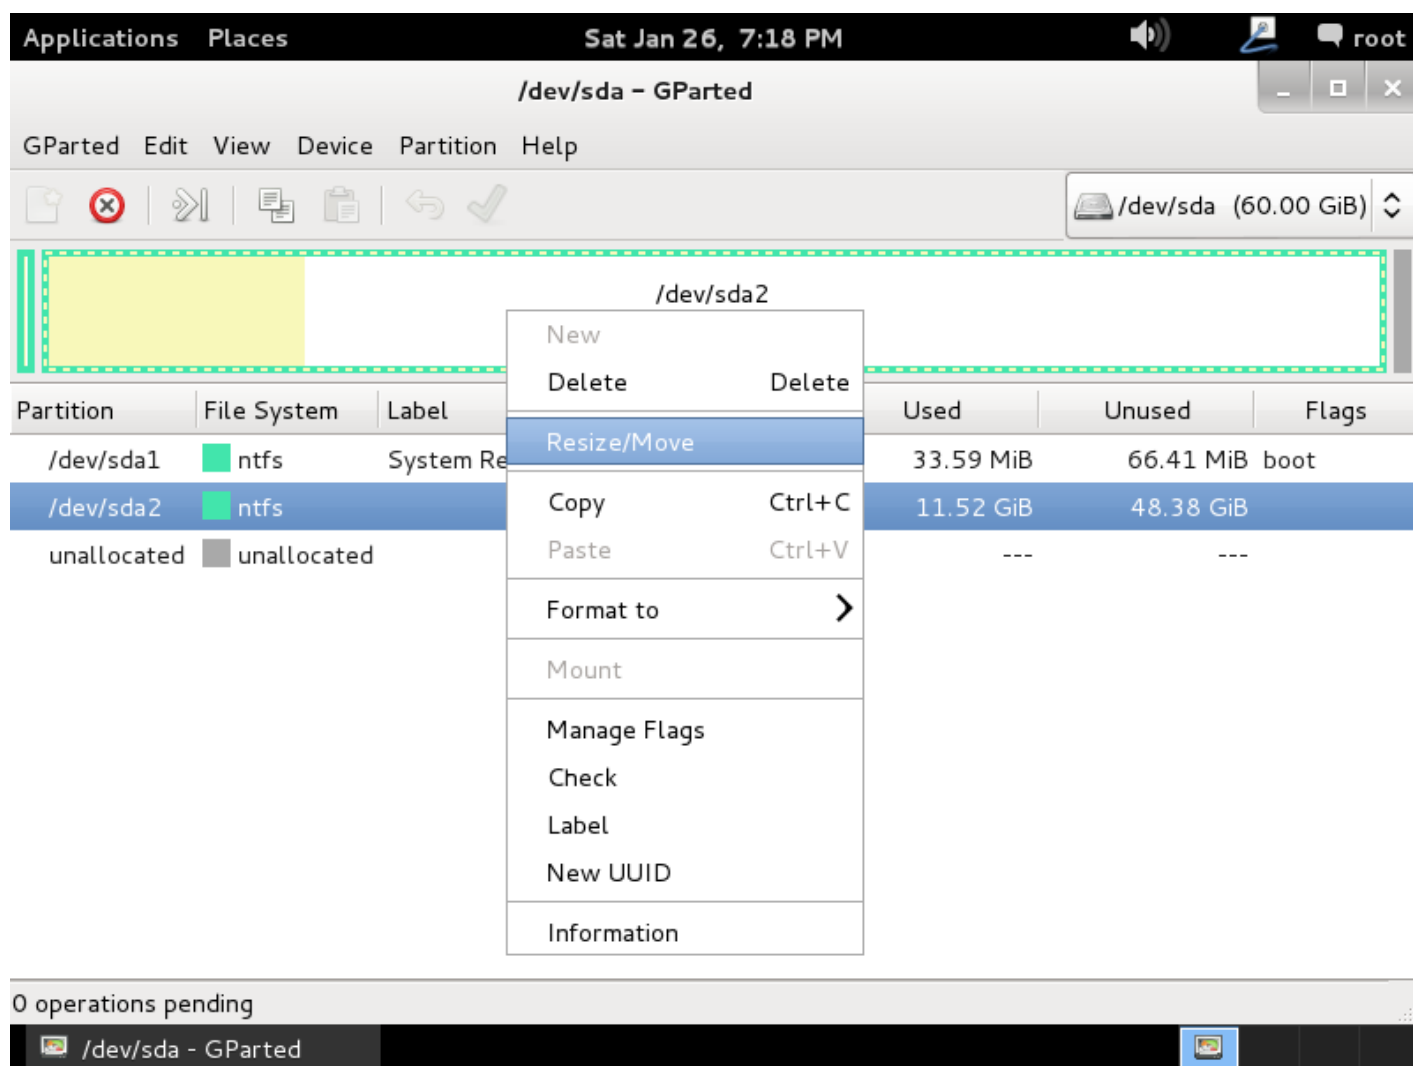 Applications Places Sat Jan 26, 7:18 PM root
/dev/sda - GParted
GParted Edit View Device Partition Help
/dev/sda (60.00 GiB)
/dev/sda2
New
Delete Delete
Partition File System Label Used Unused Flags
Resize/Move
/dev/sda1 ntfs System Re 33.59 MiB 66.41 MiB boot
Copy Ctrl+C
/dev/sda2 ntfs 11.52 GiB 48.38 GiB
Paste Ctrl+V
unallocated unallocated --- ---
Format to
Mount
Manage Flags
Check
Label
New UUID
Information
0 operations pending
/dev/sda - GParted